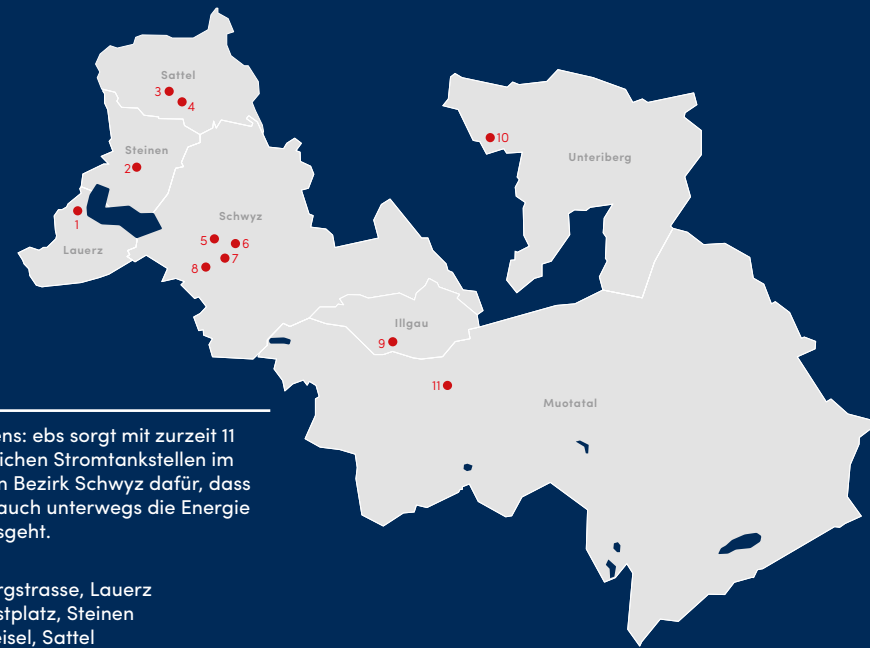 Sattel
3
4
Steinen
2
1
Lauerz
Schwyz
5
6
7
8
Illgau
9
10
Unteriberg
11
Muotatal
ens: ebs sorgt mit zurzeit 11
lichen Stromtankstellen im
n Bezirk Schwyz dafür, dass
auch unterwegs die Energie
sgeht.
rgstrasse, Lauerz
stplatz, Steinen
eisel, Sattel